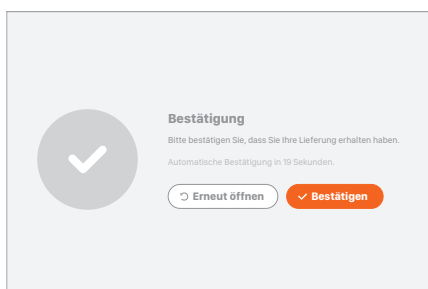 Bestätigung
Bitte bestätigen Sie, dass Sie Ihre Lieferung erhalten haben.
Automatische Bestätigung in 19 Sekunden.
Erneut öffnen
Bestätigen